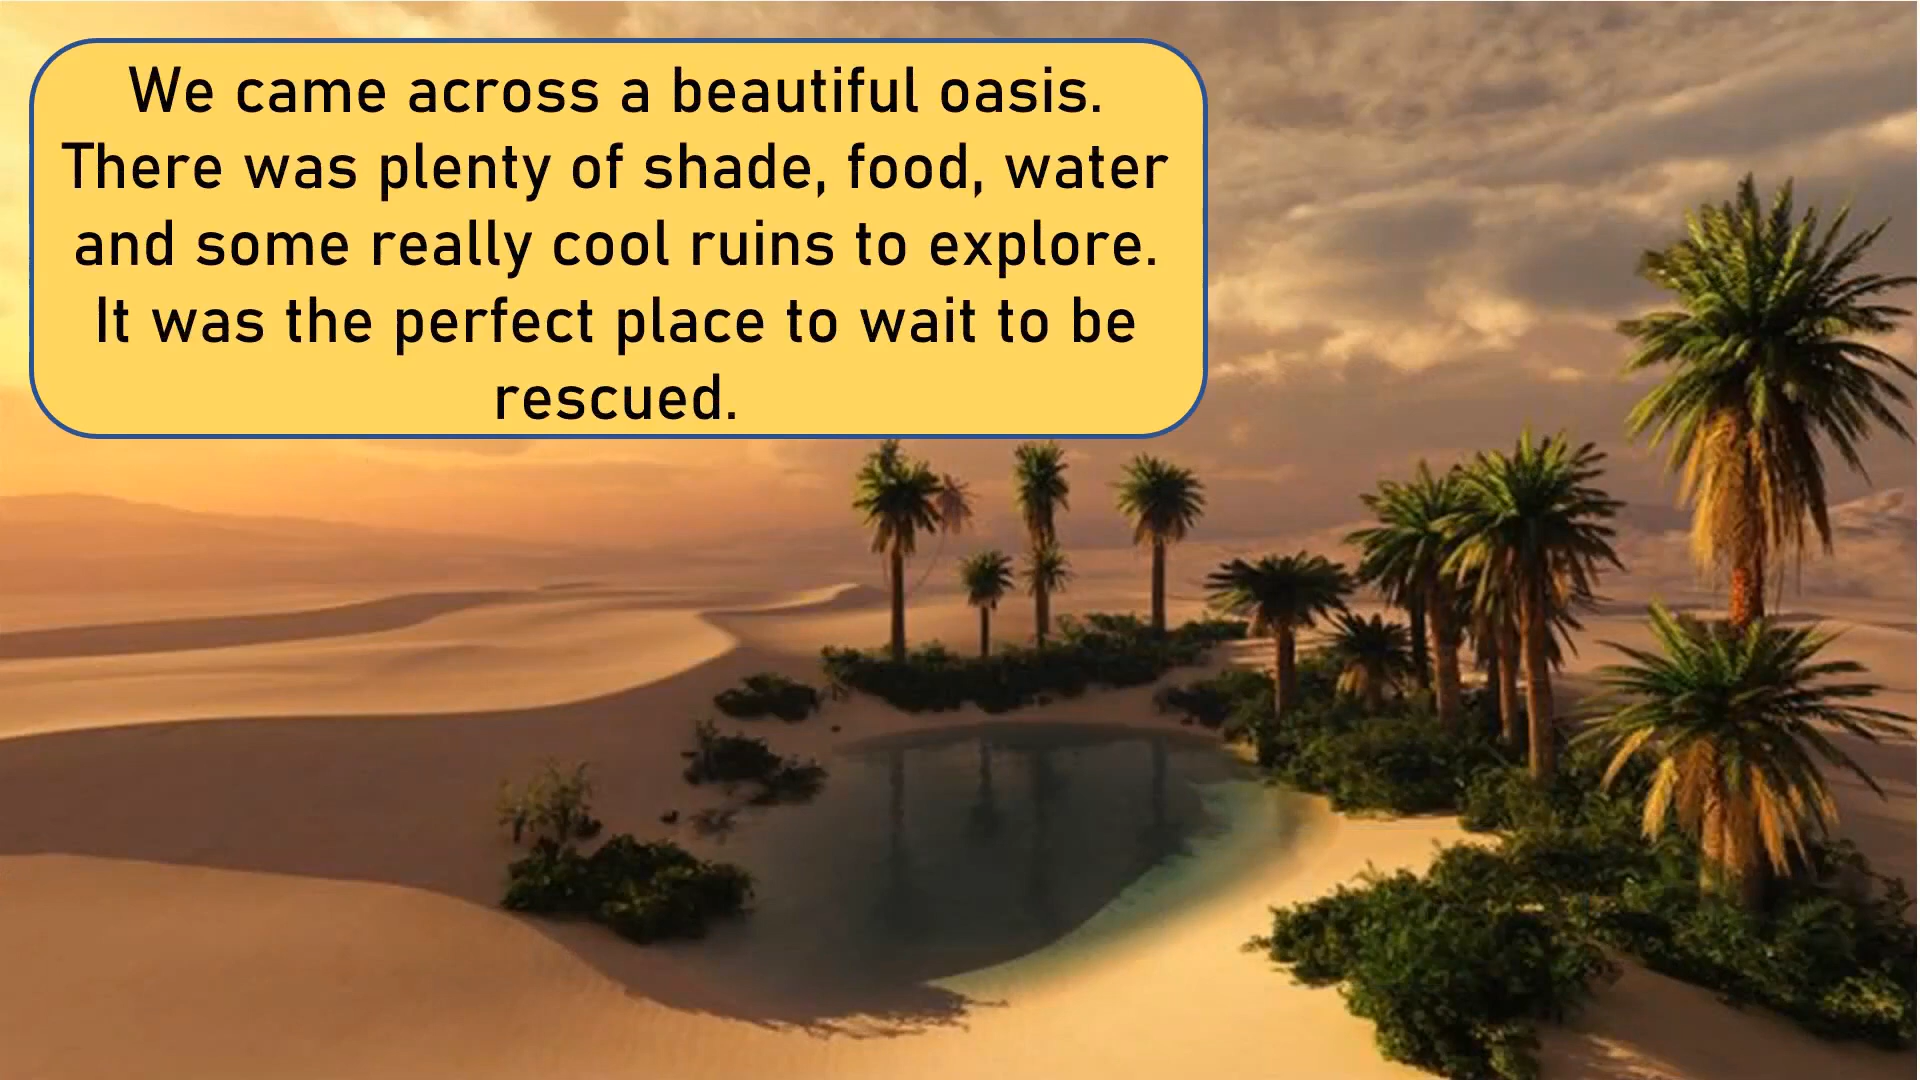 We came across a beautiful oasis.
There was plenty of shade, food, water
and some really cool ruins to explore.
It was the perfect place to wait to be
rescued.